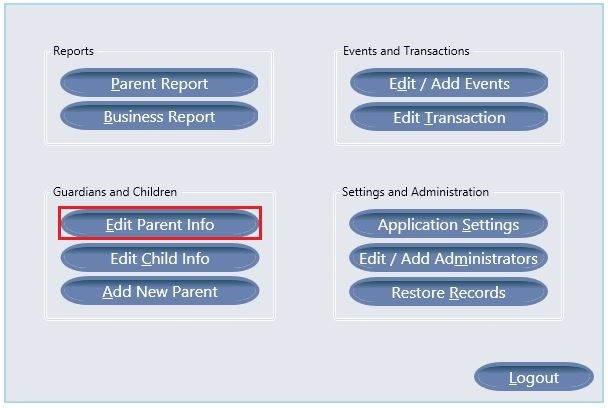 Reports
Parent Report
Business Report
Events and Transactions
Edit / Add Events
Edit Transaction
Guardians and Children
Edit Parent Info
Edit Child Info
Add New Parent
Settings and Administration
Application Settings
Edit / Add Administrators
Restore Records
Logout